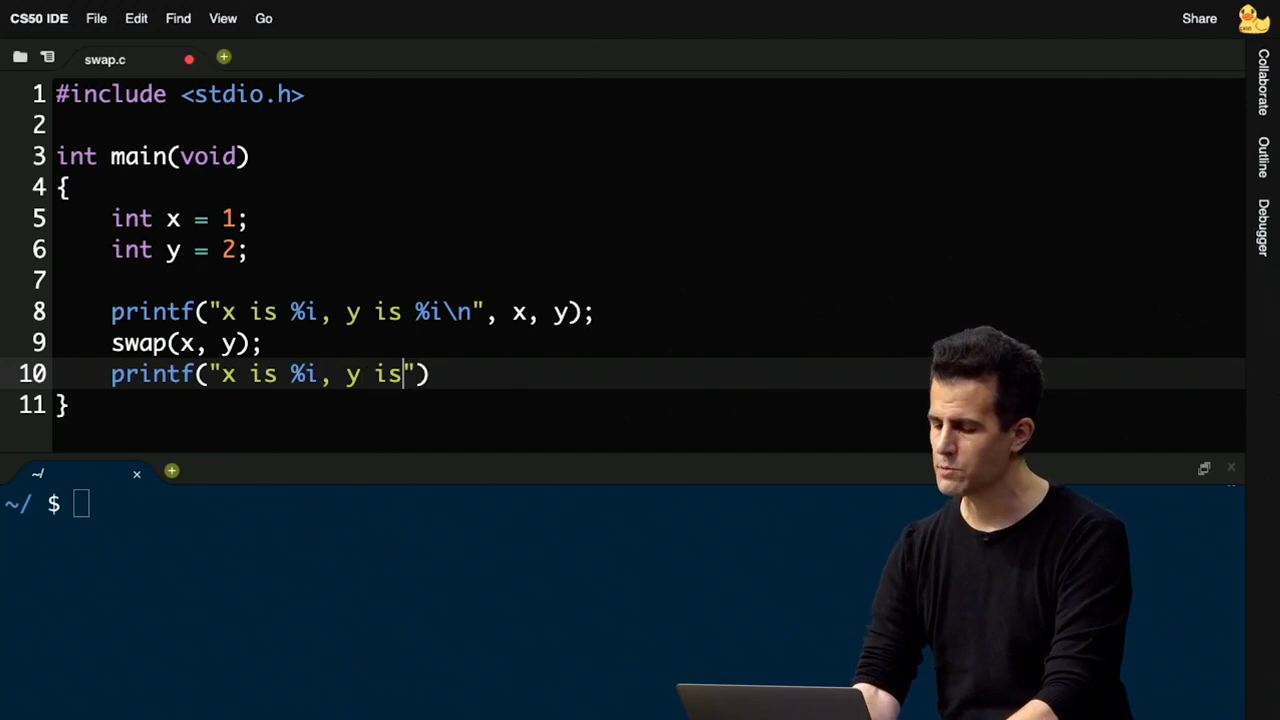 CS50 IDE File Edit Find View Go Share
swap.c
1 #include <stdio.h>
2
3 int main(void)
4 {
5     int x = 1;
6     int y = 2;
7
8     printf("x is %i, y is %i\n", x, y);
9     swap(x, y);
10     printf("x is %i, y is")
11 }
Collaborate
Outline
Debugger
~/
~/ $